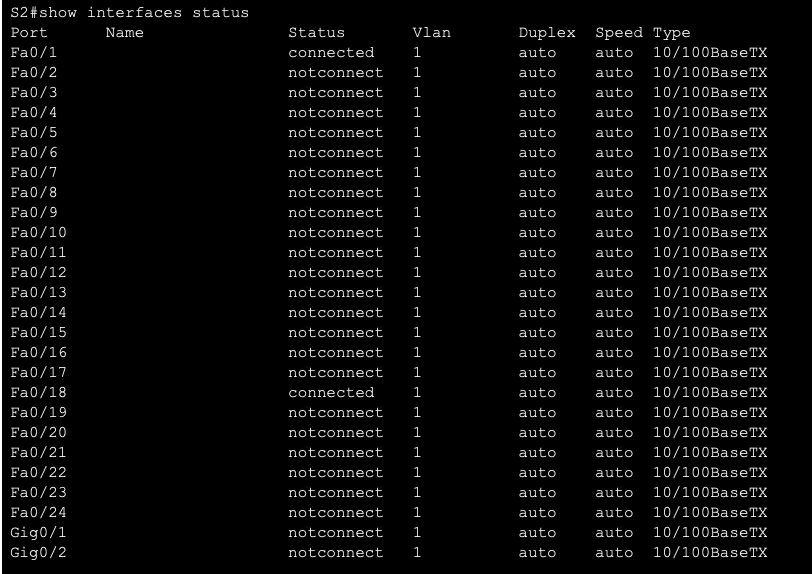 S2#show interfaces status
Port Name Status Vlan Duplex Speed Type
Fa0/1 connected 1 auto auto 10/100BaseTX
Fa0/2 notconnect 1 auto auto 10/100BaseTX
Fa0/3 notconnect 1 auto auto 10/100BaseTX
Fa0/4 notconnect 1 auto auto 10/100BaseTX
Fa0/5 notconnect 1 auto auto 10/100BaseTX
Fa0/6 notconnect 1 auto auto 10/100BaseTX
Fa0/7 notconnect 1 auto auto 10/100BaseTX
Fa0/8 notconnect 1 auto auto 10/100BaseTX
Fa0/9 notconnect 1 auto auto 10/100BaseTX
Fa0/10 notconnect 1 auto auto 10/100BaseTX
Fa0/11 notconnect 1 auto auto 10/100BaseTX
Fa0/12 notconnect 1 auto auto 10/100BaseTX
Fa0/13 notconnect 1 auto auto 10/100BaseTX
Fa0/14 notconnect 1 auto auto 10/100BaseTX
Fa0/15 notconnect 1 auto auto 10/100BaseTX
Fa0/16 notconnect 1 auto auto 10/100BaseTX
Fa0/17 notconnect 1 auto auto 10/100BaseTX
Fa0/18 connected 1 auto auto 10/100BaseTX
Fa0/19 notconnect 1 auto auto 10/100BaseTX
Fa0/20 notconnect 1 auto auto 10/100BaseTX
Fa0/21 notconnect 1 auto auto 10/100BaseTX
Fa0/22 notconnect 1 auto auto 10/100BaseTX
Fa0/23 notconnect 1 auto auto 10/100BaseTX
Fa0/24 notconnect 1 auto auto 10/100BaseTX
Gig0/1 notconnect 1 auto auto 10/100BaseTX
Gig0/2 notconnect 1 auto auto 10/100BaseTX